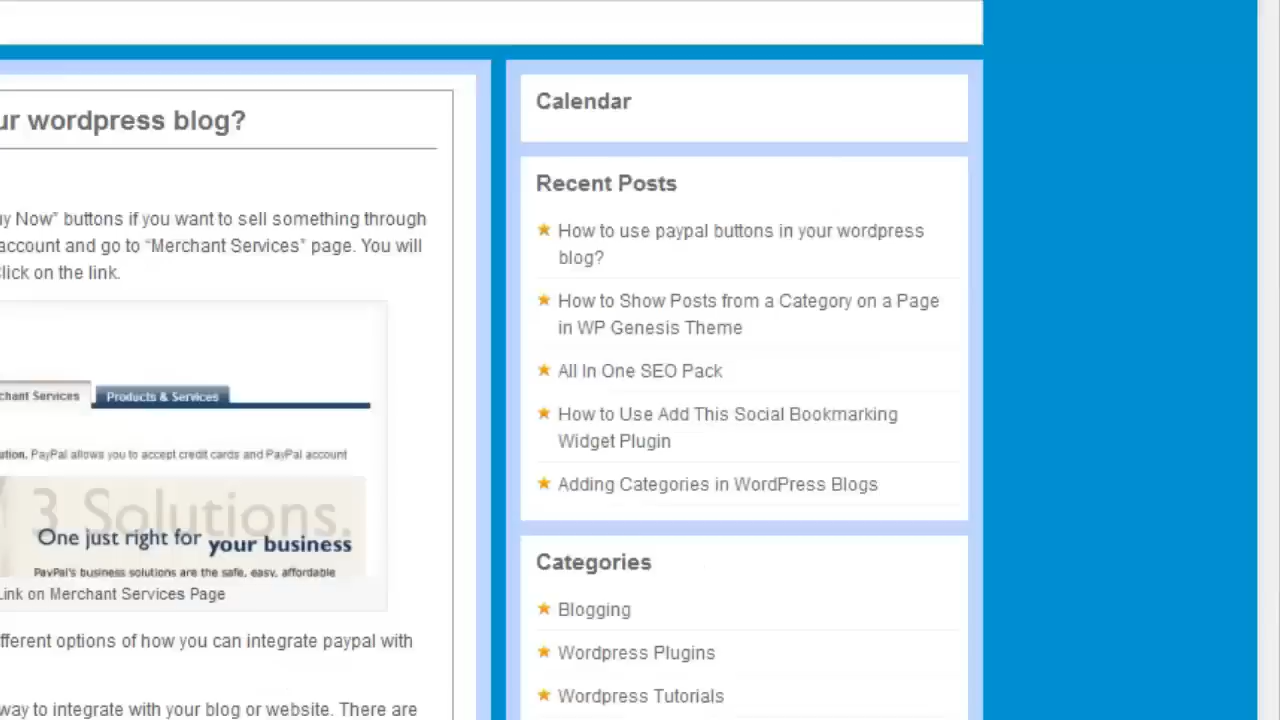 ur wordpress blog?
y Now” buttons if you want to sell something through
account and go to “Merchant Services” page. You will
lick on the link.
chant Services
Products & Services
ution. PayPal allows you to accept credit cards and PayPal account
3 Solutions.
One just right for your business
PayPal's business solutions are the safe, easy, affordable
Link on Merchant Services Page
fferent options of how you can integrate paypal with
way to integrate with your blog or website. There are
Calendar
Recent Posts
How to use paypal buttons in your wordpress
blog?
How to Show Posts from a Category on a Page
in WP Genesis Theme
All In One SEO Pack
How to Use Add This Social Bookmarking
Widget Plugin
Adding Categories in WordPress Blogs
Categories
Blogging
Wordpress Plugins
Wordpress Tutorials